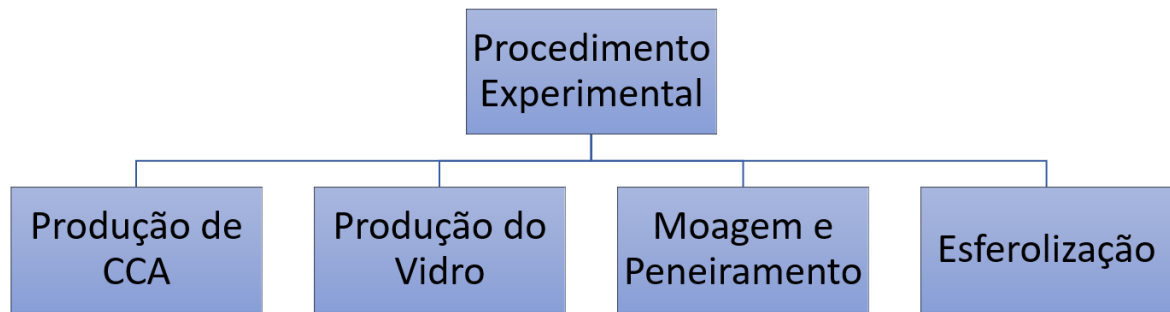 Procedimento
Experimental
Produção de
CCA
Produção do
Vidro
Moagem e
Peneiramento
Esferolização